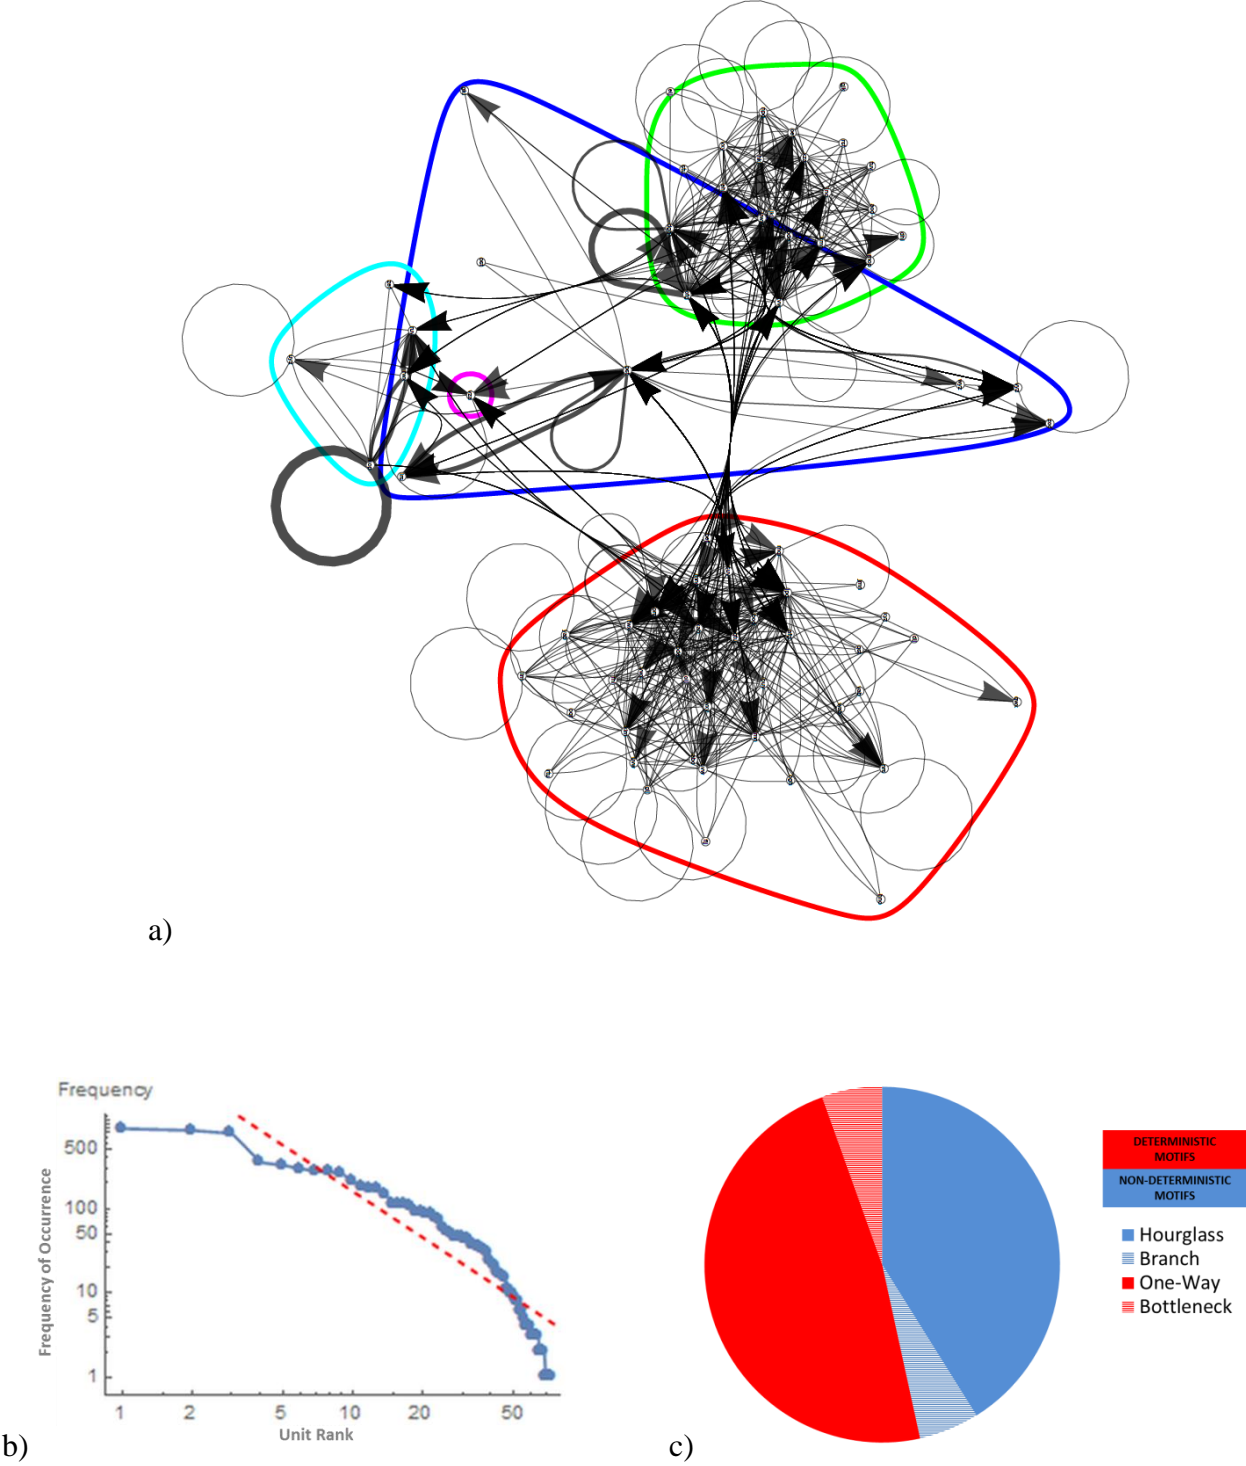 a)
Frequency
500
100
50
10
5
1
Frequency of Occurrence
1 2 5 10 20 50
Unit Rank
b)
DETERMINISTIC
MOTIFS
NON-DETERMINISTIC
MOTIFS
Hourglass
Branch
One-Way
Bottleneck
c)